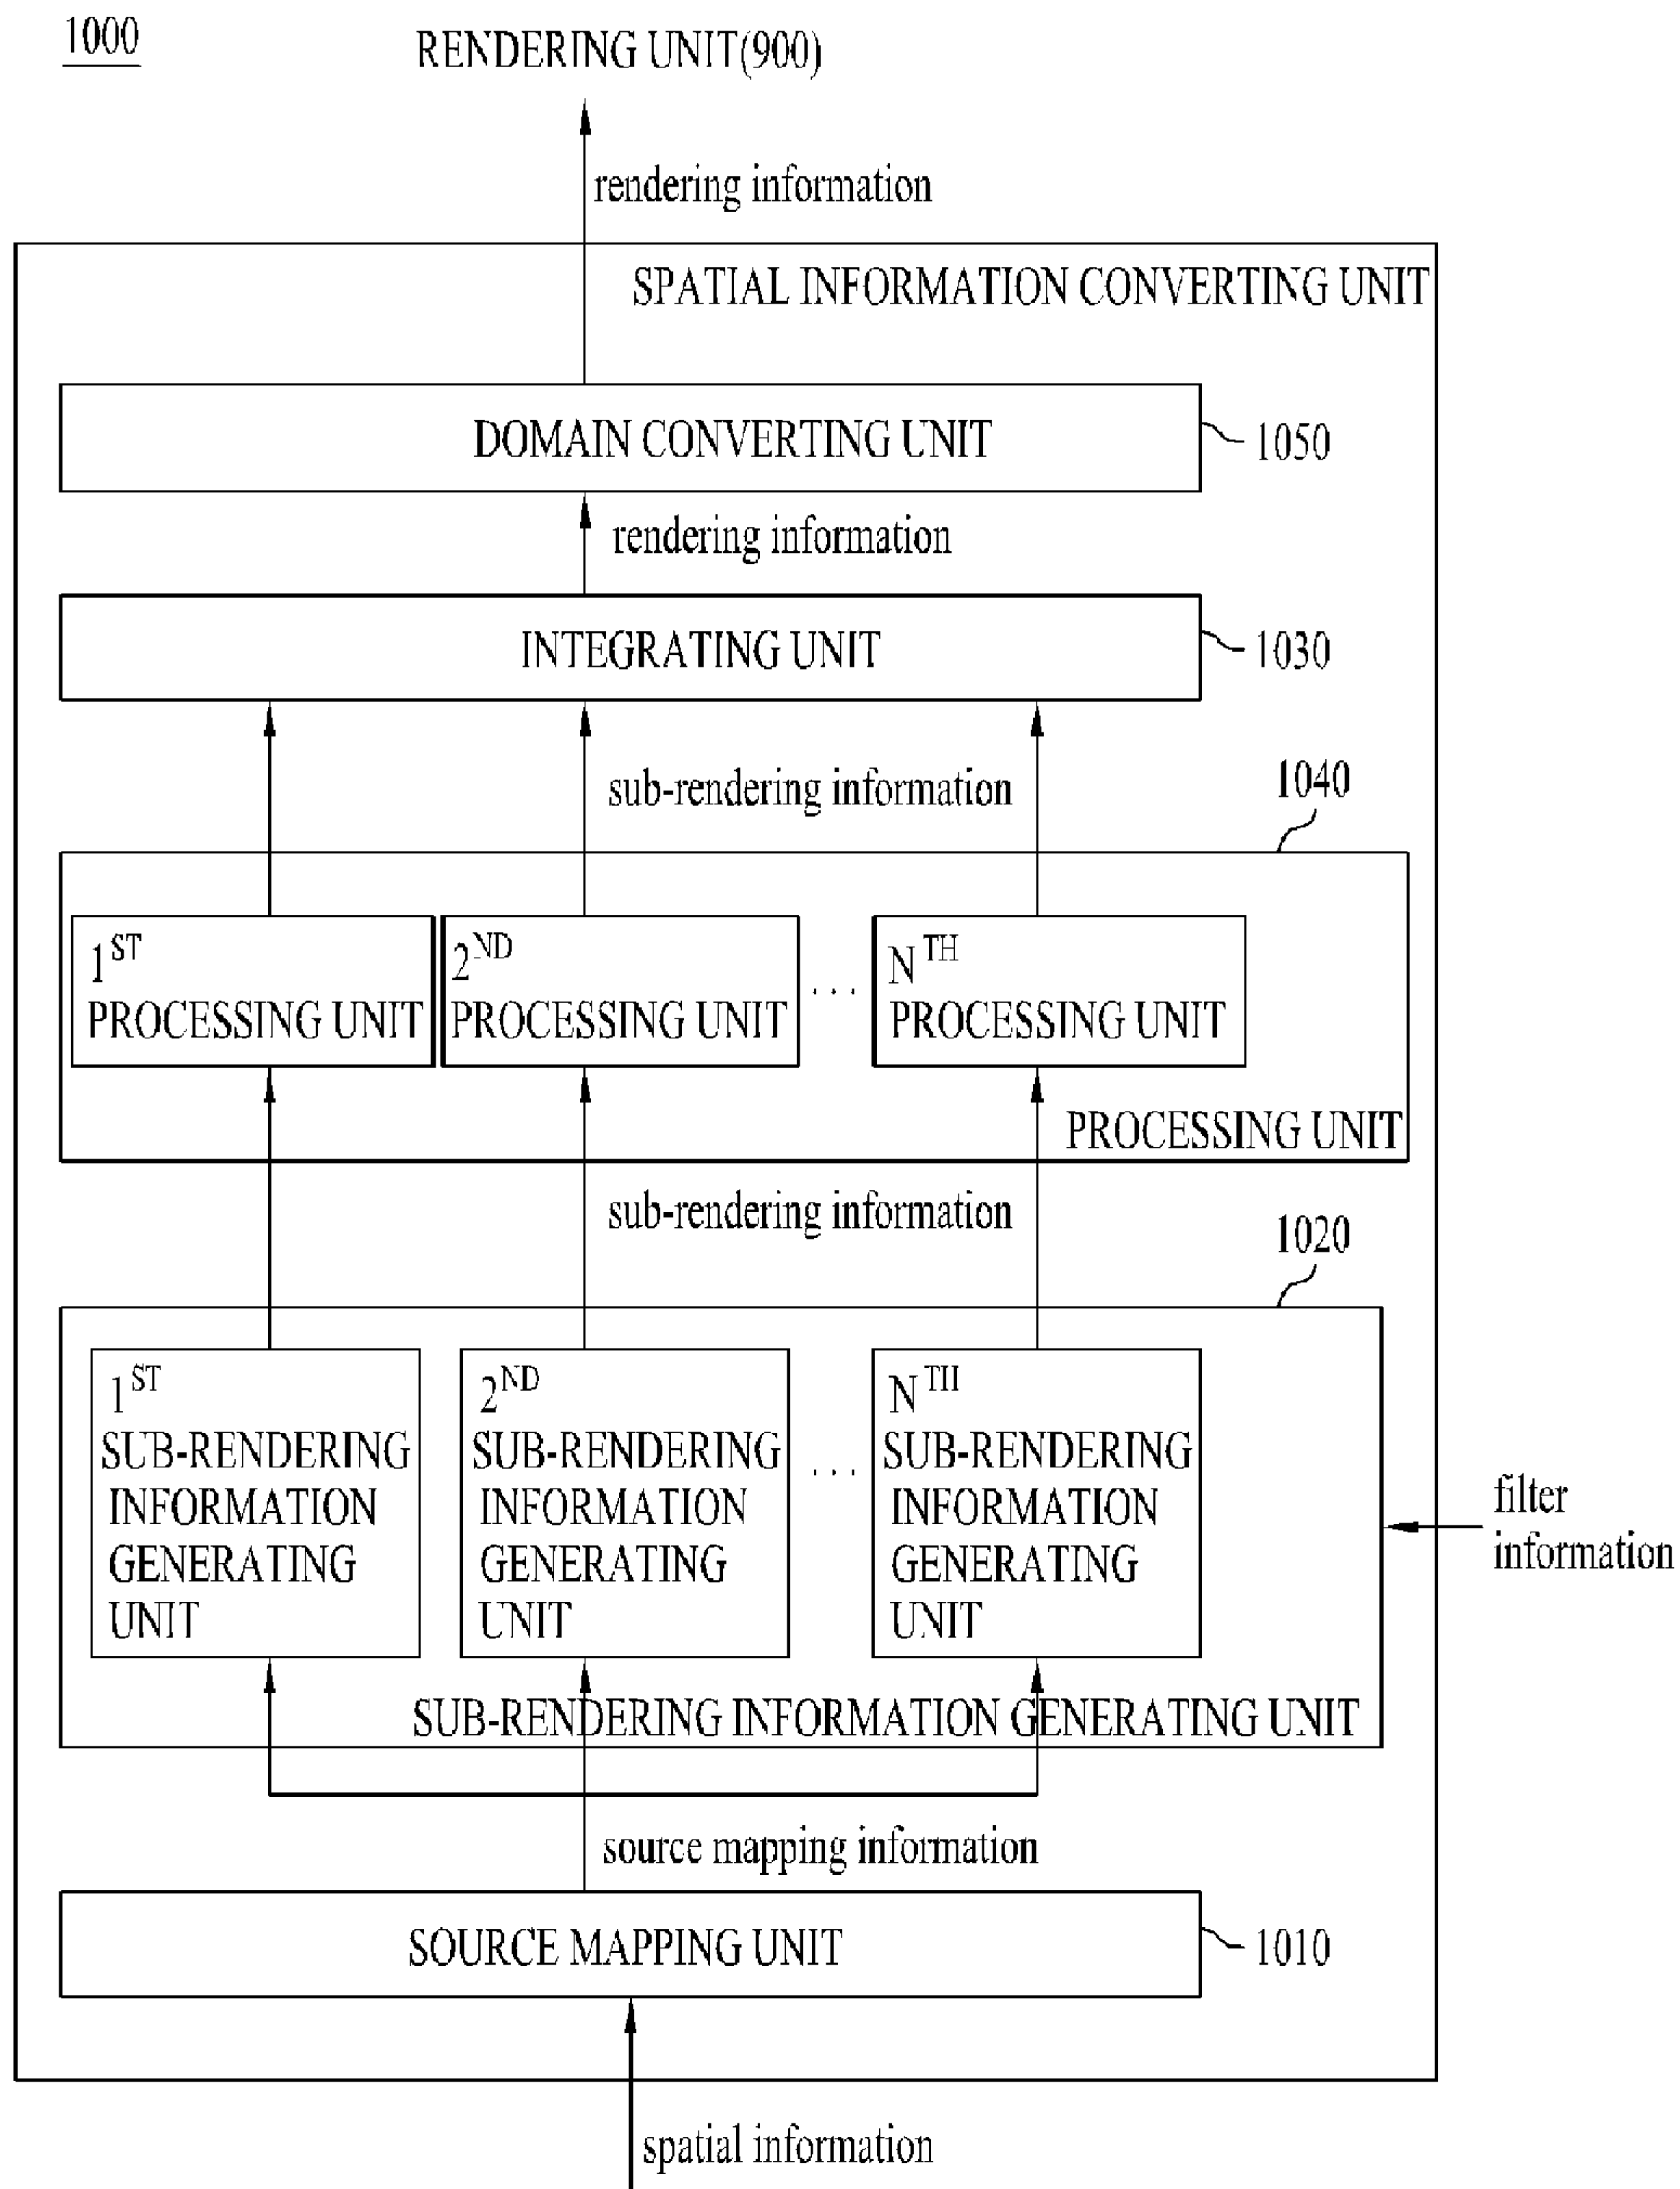 1000
RENDERING UNIT(900)
rendering information
SPATIAL INFORMATION CONVERTING UNIT
DOMAIN CONVERTING UNIT
1050
rendering information
INTEGRATING UNIT
1030
sub-rendering information
1040
1ST
PROCESSING UNIT
2ND
PROCESSING UNIT
. . .
NTH
PROCESSING UNIT
PROCESSING UNIT
sub-rendering information
1020
1ST
SUB-RENDERING
INFORMATION
GENERATING
UNIT
2ND
SUB-RENDERING
INFORMATION
GENERATING
UNIT
. . .
NTH
SUB-RENDERING
INFORMATION
GENERATING
UNIT
filter
information
SUB-RENDERING INFORMATION GENERATING UNIT
source mapping information
SOURCE MAPPING UNIT
1010
spatial information